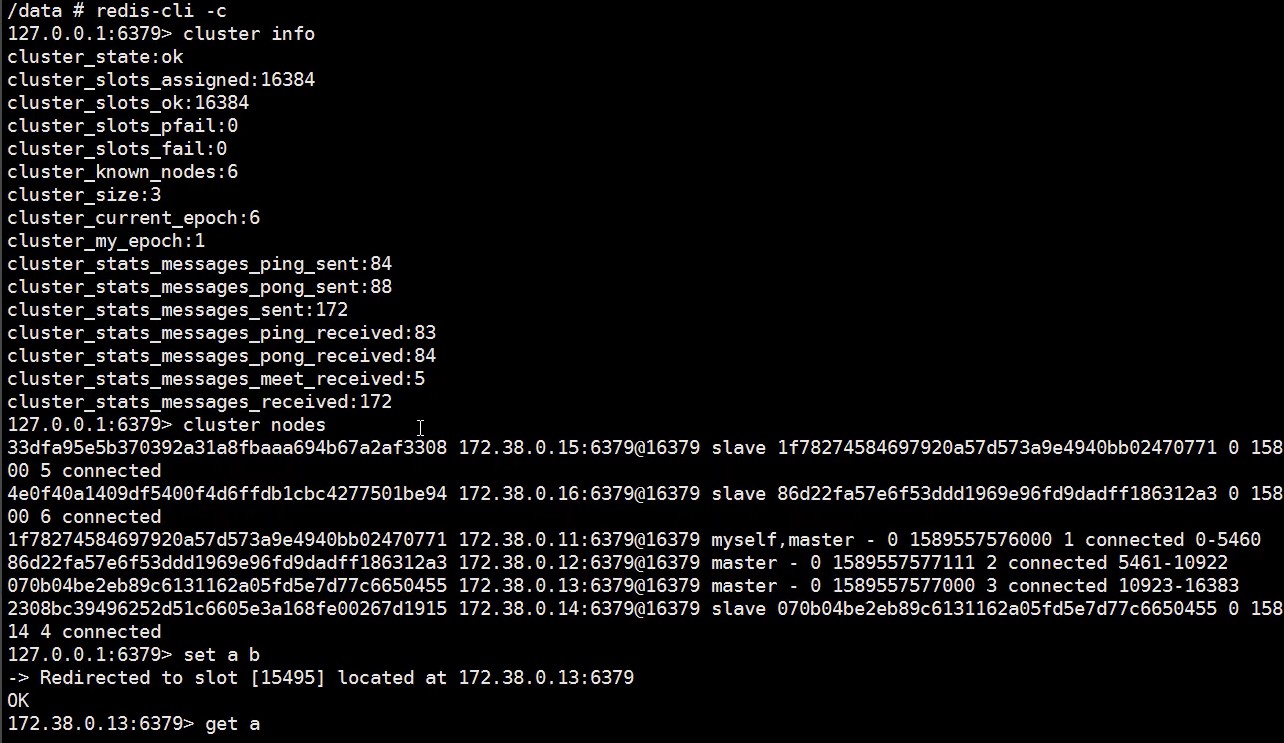 /data # redis-cli -c
127.0.0.1:6379> cluster info
cluster_state:ok
cluster_slots_assigned:16384
cluster_slots_ok:16384
cluster_slots_pfail:0
cluster_slots_fail:0
cluster_known_nodes:6
cluster_size:3
cluster_current_epoch:6
cluster_my_epoch:1
cluster_stats_messages_ping_sent:84
cluster_stats_messages_pong_sent:88
cluster_stats_messages_sent:172
cluster_stats_messages_ping_received:83
cluster_stats_messages_pong_received:84
cluster_stats_messages_meet_received:5
cluster_stats_messages_received:172
127.0.0.1:6379> cluster nodes
33dfa95e5b370392a31a8fbaaa694b67a2af3308 172.38.0.15:6379@16379 slave 1f78274584697920a57d573a9e4940bb02470771 0 158
00 5 connected
4e0f40a1409df5400f4d6ffdb1cbc4277501be94 172.38.0.16:6379@16379 slave 86d22fa57e6f53ddd1969e96fd9dadff186312a3 0 158
00 6 connected
1f78274584697920a57d573a9e4940bb02470771 172.38.0.11:6379@16379 myself,master - 0 1589557576000 1 connected 0-5460
86d22fa57e6f53ddd1969e96fd9dadff186312a3 172.38.0.12:6379@16379 master - 0 1589557577111 2 connected 5461-10922
070b04be2eb89c6131162a05fd5e7d77c6650455 172.38.0.13:6379@16379 master - 0 1589557577000 3 connected 10923-16383
2308bc39496252d51c6605e3a168fe00267d1915 172.38.0.14:6379@16379 slave 070b04be2eb89c6131162a05fd5e7d77c6650455 0 158
14 4 connected
127.0.0.1:6379> set a b
-> Redirected to slot [15495] located at 172.38.0.13:6379
OK
172.38.0.13:6379> get a